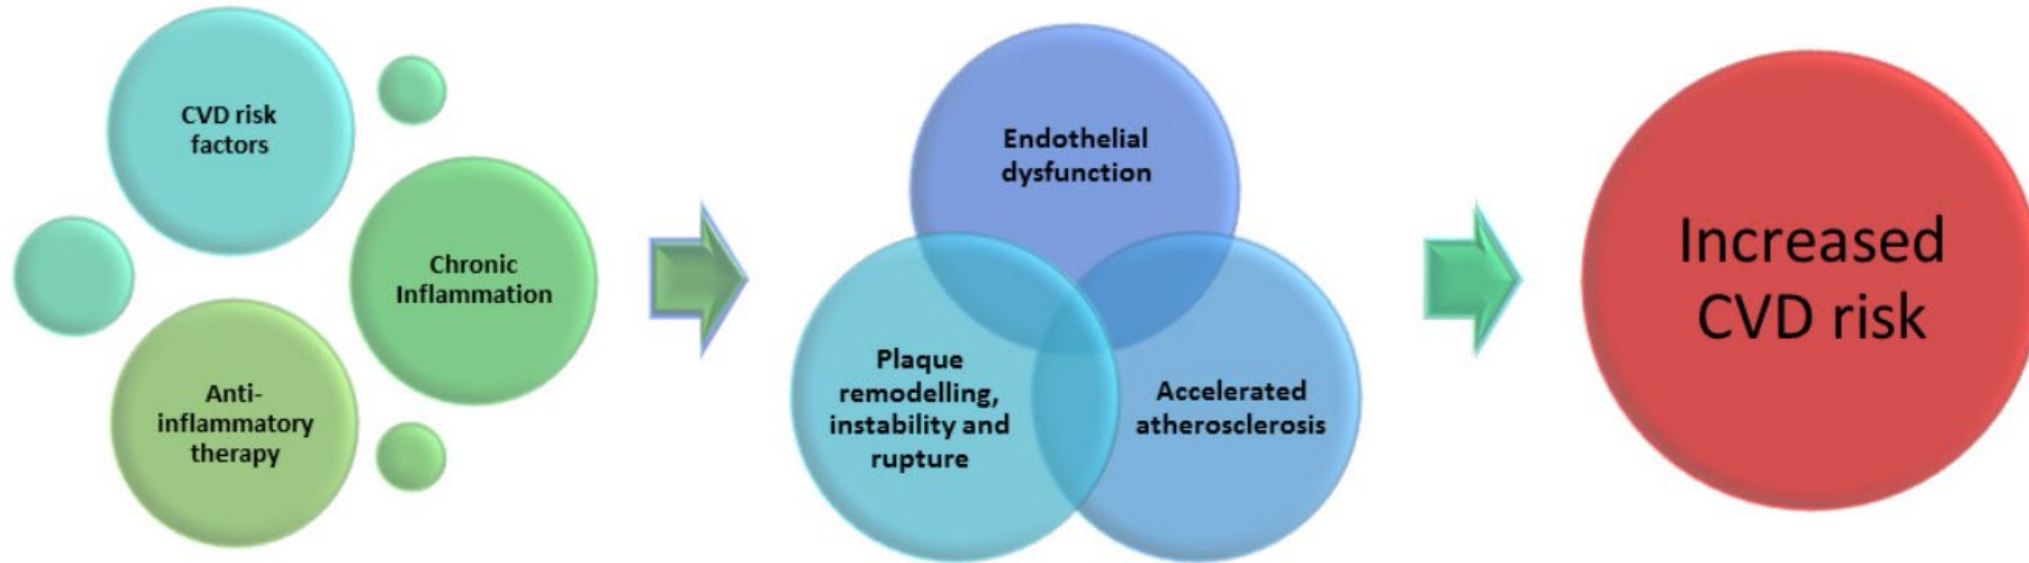 CVD risk
factors
Chronic
Inflammation
Anti-
inflammatory
therapy
Endothelial
dysfunction
Plaque
remodelling,
instability and
rupture
Accelerated
atherosclerosis
Increased
CVD risk